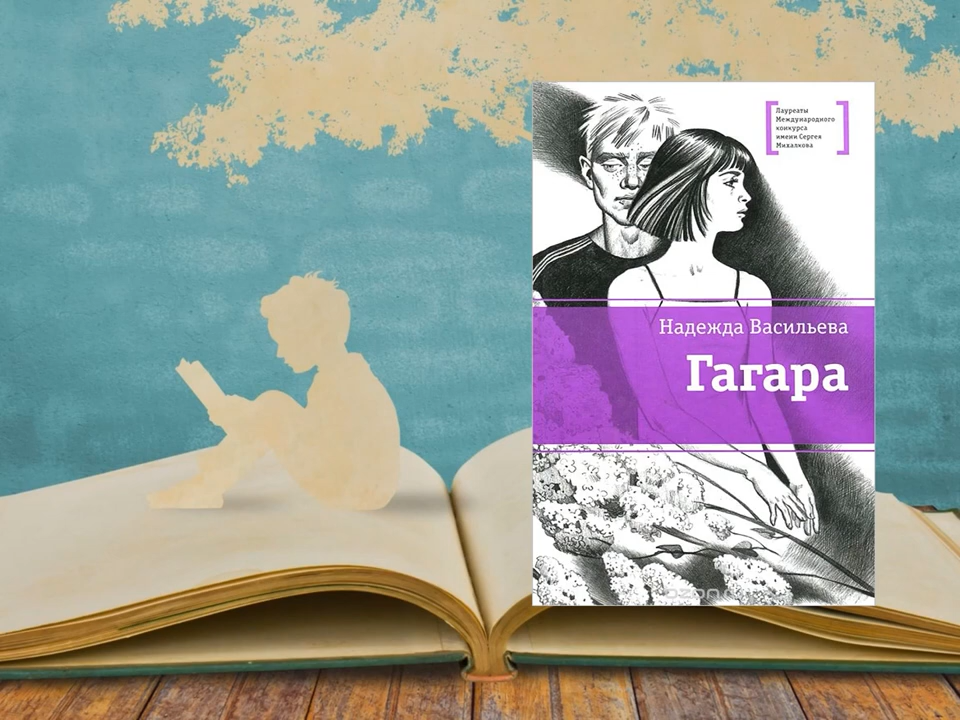 Лауреаты
Международного
конкурса
имени Сергея
Михалкова
Надежда Васильева
Гагара